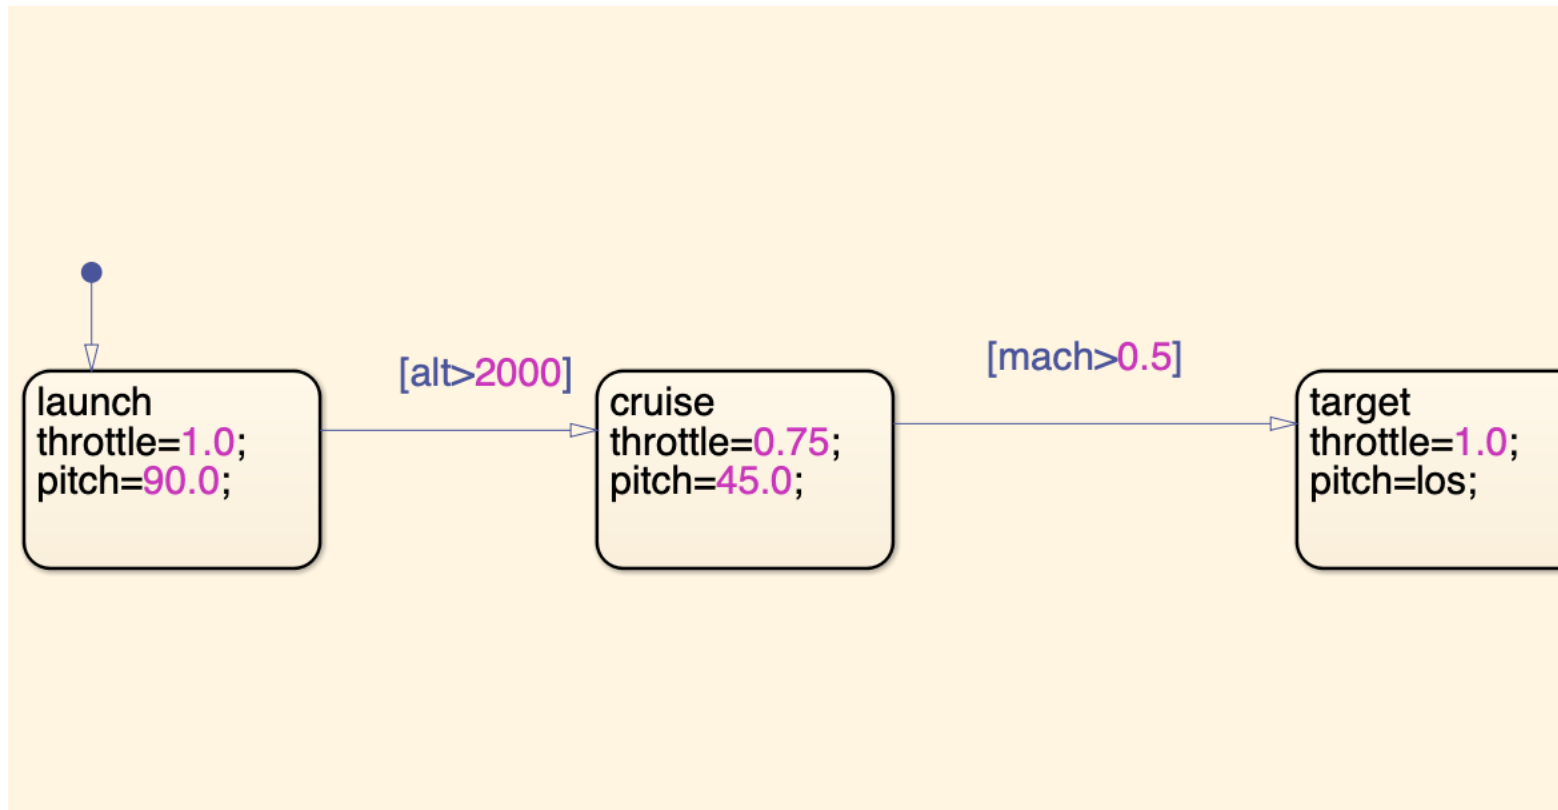 launch
throttle=1.0;
pitch=90.0;
[alt>2000]
cruise
throttle=0.75;
pitch=45.0;
[mach>0.5]
target
throttle=1.0;
pitch=los;